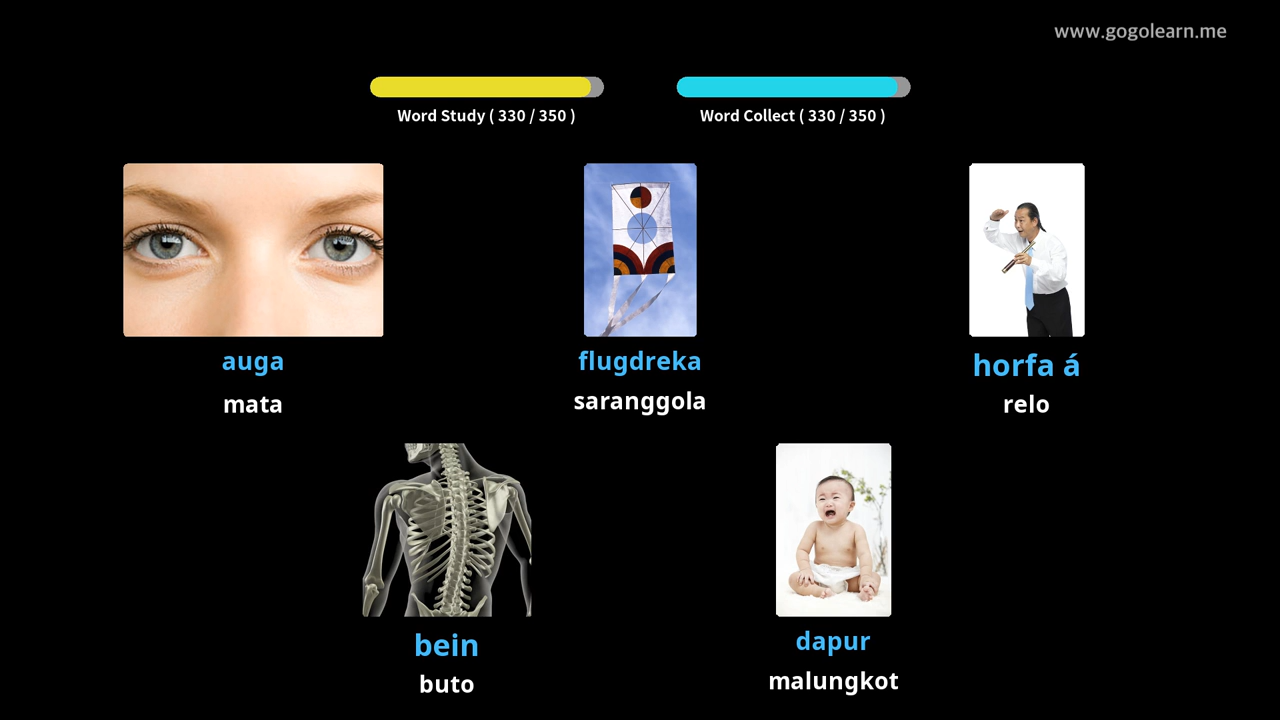 www.gogolearn.me
Word Study ( 330 / 350 )
Word Collect ( 330 / 350 )
auga
mata
flugdreka
saranggola
horfa á
relo
bein
buto
dapur
malungkot